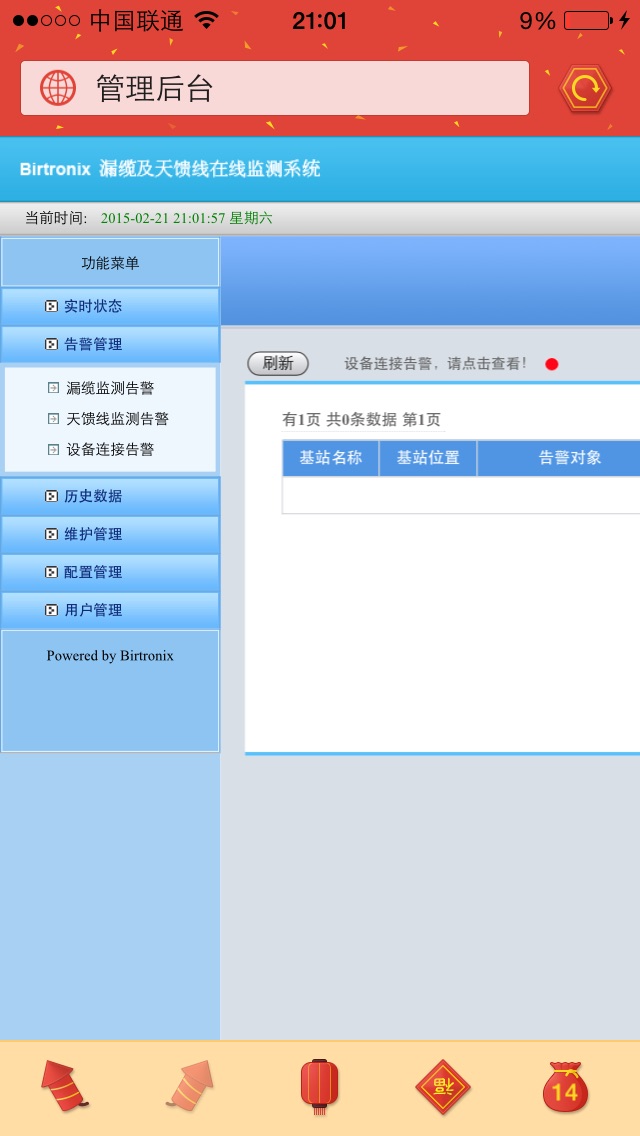 中国联通 21:01 9%
管理后台
Birtronix 漏缆及天馈线在线监测系统
当前时间: 2015-02-21 21:01:57 星期六
功能菜单
实时状态
告警管理
漏缆监测告警
天馈线监测告警
设备连接告警
历史数据
维护管理
配置管理
用户管理
Powered by Birtronix
刷新 设备连接告警，请点击查看！
有1页 共0条数据 第1页
基站名称 基站位置 告警对象
福
14